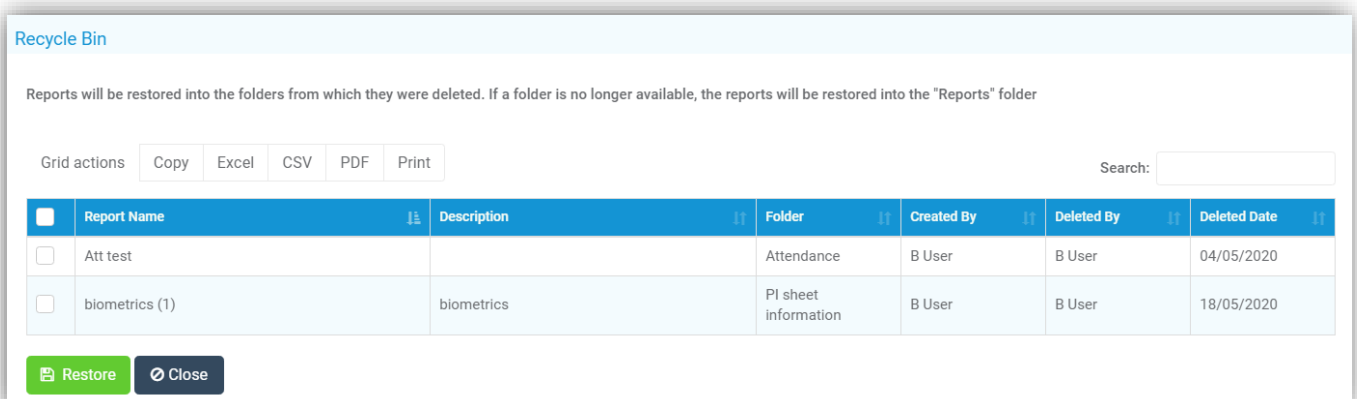 Recycle Bin
Reports will be restored into the folders from which they were deleted. If a folder is no longer available, the reports will be restored into the "Reports" folder
Grid actions Copy Excel CSV PDF Print Search:
Report Name Description Folder Created By Deleted By Deleted Date
Att test Attendance B User B User 04/05/2020
biometrics (1) biometrics PI sheet information B User B User 18/05/2020
Restore Close